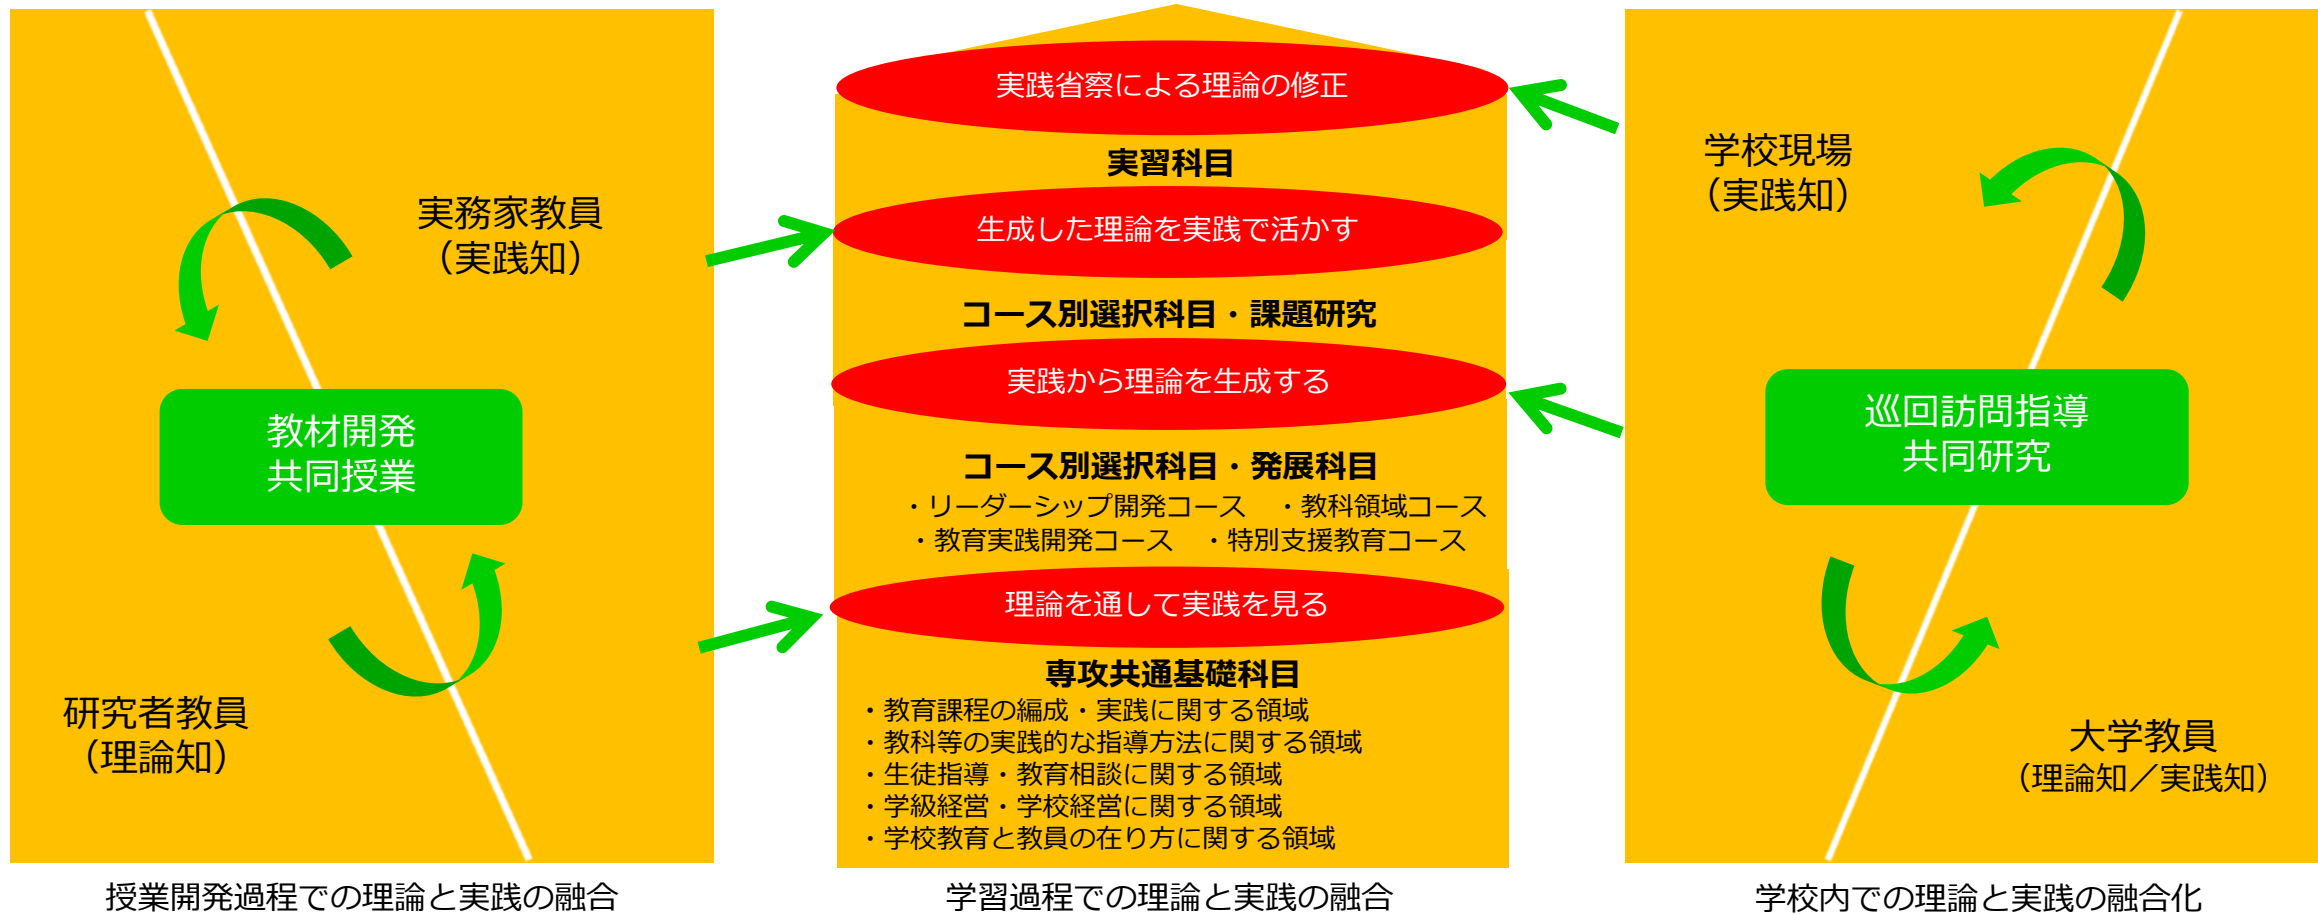 実務家教員
（実践知）
教材開発
共同授業
研究者教員
（理論知）
授業開発過程での理論と実践の融合
実践省察による理論の修正
実習科目
生成した理論を実践で活かす
コース別選択科目・課題研究
実践から理論を生成する
コース別選択科目・発展科目
・リーダーシップ開発コース　・教科領域コース
・教育実践開発コース　・特別支援教育コース
理論を通して実践を見る
専攻共通基礎科目
・教育課程の編成・実践に関する領域
・教科等の実践的な指導方法に関する領域
・生徒指導・教育相談に関する領域
・学級経営・学校経営に関する領域
・学校教育と教員の在り方に関する領域
学習過程での理論と実践の融合
学校現場
（実践知）
巡回訪問指導
共同研究
大学教員
（理論知／実践知）
学校内での理論と実践の融合化